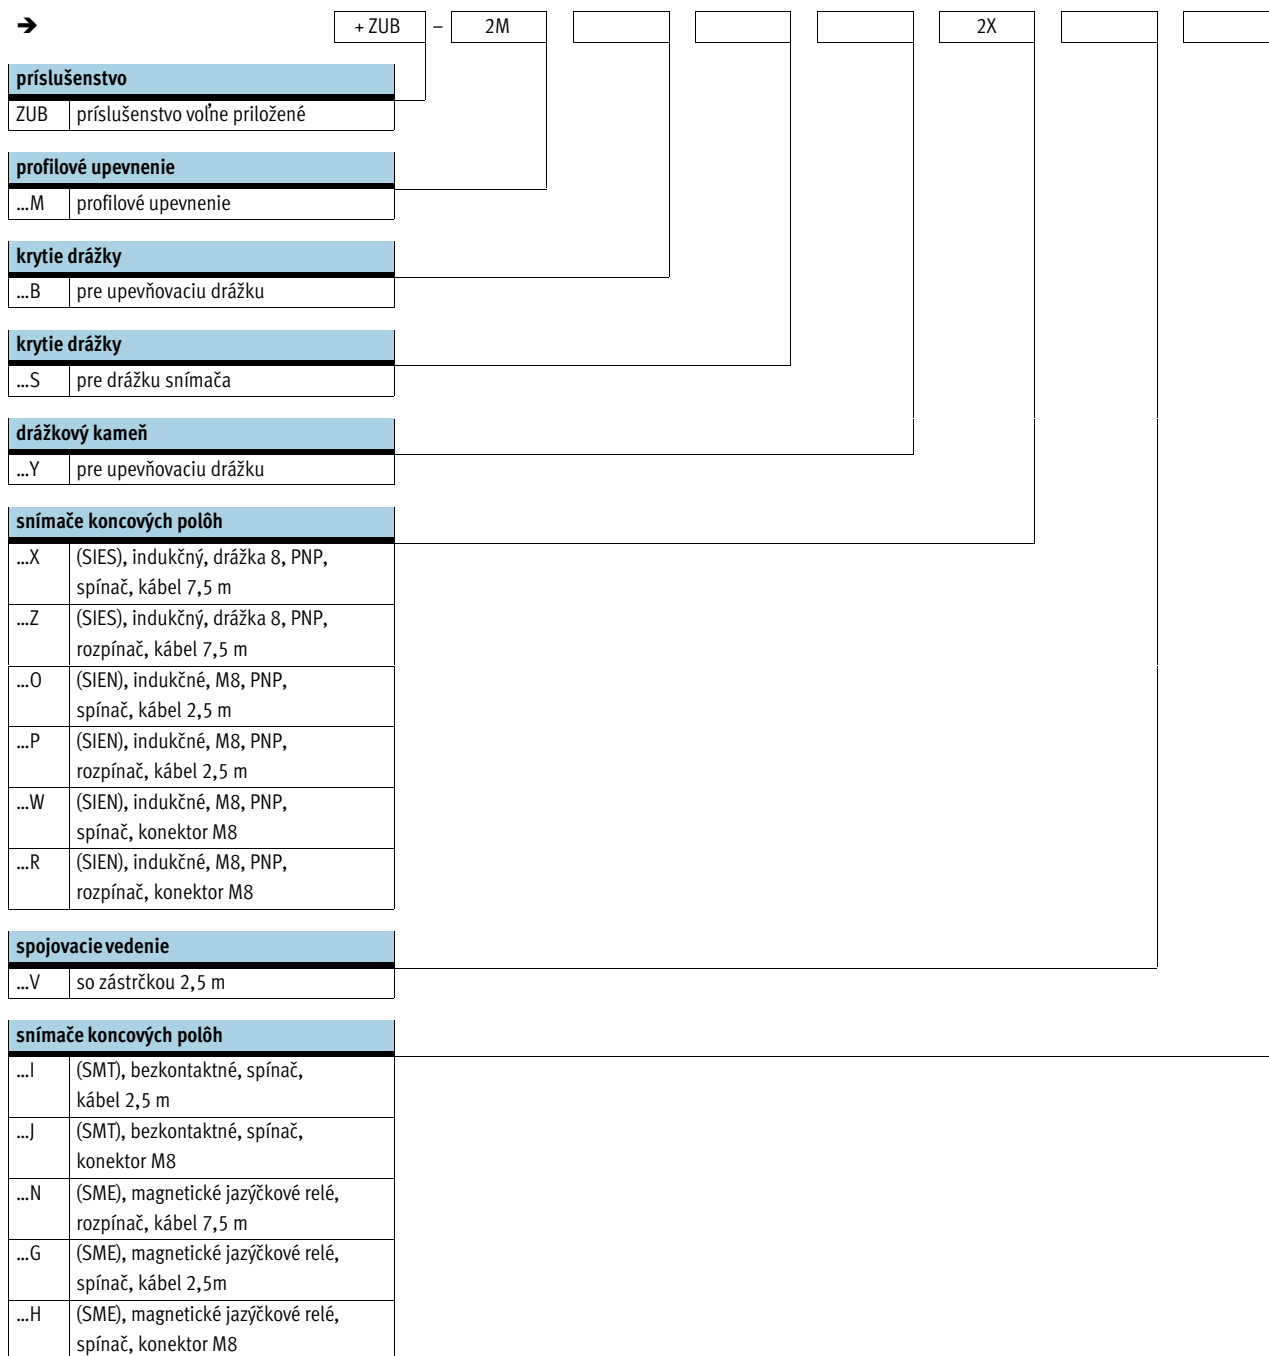 ➔ + ZUB – 2M 2X
príslušenstvo
ZUB príslušenstvo voľne priložené
profilové upevnenie
...M profilové upevnenie
krytie drážky
...B pre upevňovaciu drážku
krytie drážky
...S pre drážku snímača
drážkový kameň
...Y pre upevňovaciu drážku
snímače koncových polôh
...X (SIES), indukčný, drážka 8, PNP,
spínač, kábel 7,5 m
...Z (SIES), indukčný, drážka 8, PNP,
rozpínač, kábel 7,5 m
...O (SIEN), indukčné, M8, PNP,
spínač, kábel 2,5 m
...P (SIEN), indukčné, M8, PNP,
rozpínač, kábel 2,5 m
...W (SIEN), indukčné, M8, PNP,
spínač, konektor M8
...R (SIEN), indukčné, M8, PNP,
rozpínač, konektor M8
spojovacie vedenie
...V so zástrčkou 2,5 m
snímače koncových polôh
...I (SMT), bezkontaktné, spínač,
kábel 2,5 m
...J (SMT), bezkontaktné, spínač,
konektor M8
...N (SME), magnetické jazýčkové relé,
rozpínač, kábel 7,5 m
...G (SME), magnetické jazýčkové relé,
spínač, kábel 2,5m
...H (SME), magnetické jazýčkové relé,
spínač, konektor M8